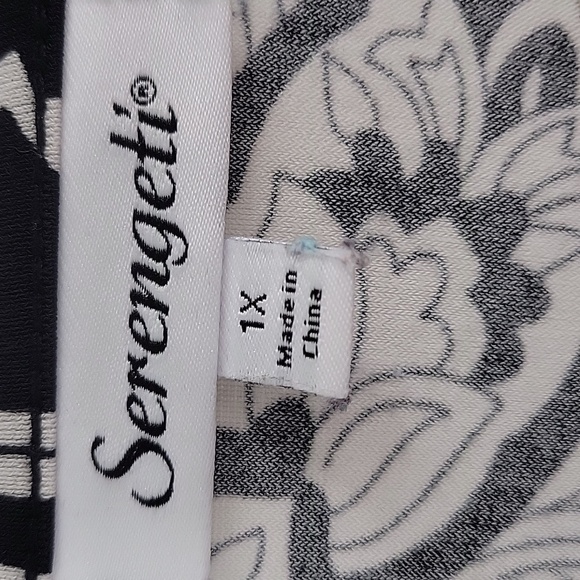 Serengeti®
1X
Made in
China